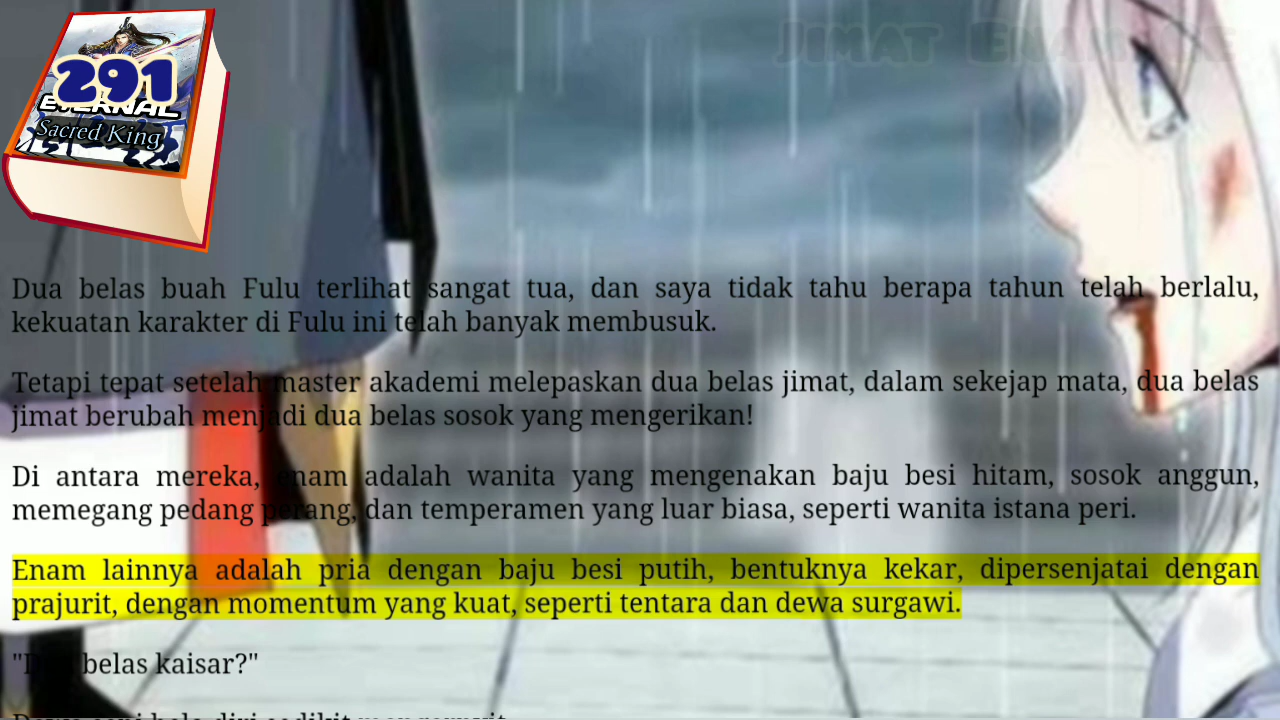 JIMAT
291
ETERNAL
Sacred King
Dua belas buah Fulu terlihat sangat tua, dan saya tidak tahu berapa tahun telah berlalu,
kekuatan karakter di Fulu ini telah banyak membusuk.
Tetapi tepat setelah master akademi melepaskan dua belas jimat, dalam sekejap mata, dua belas
jimat berubah menjadi dua belas sosok yang mengerikan!
Di antara mereka, enam adalah wanita yang mengenakan baju besi hitam, sosok anggun,
memegang pedang perang, dan temperamen yang luar biasa, seperti wanita istana peri.
Enam lainnya adalah pria dengan baju besi putih, bentuknya kekar, dipersenjatai dengan
prajurit, dengan momentum yang kuat, seperti tentara dan dewa surgawi.
"Dua belas kaisar?"